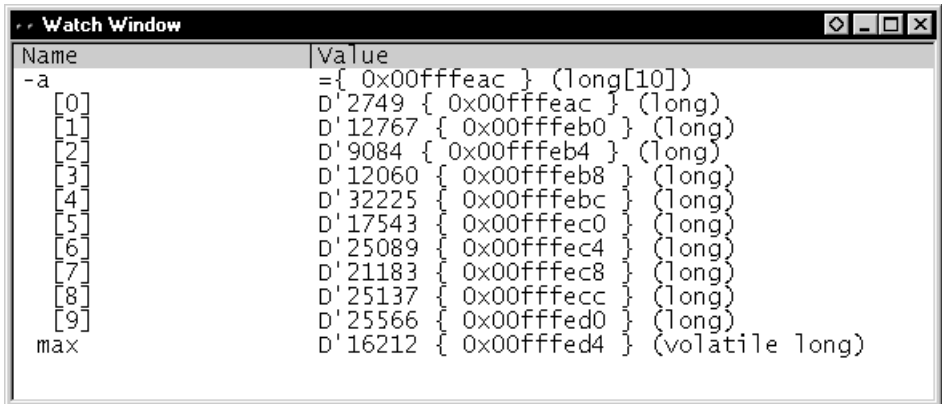 Watch Window
Name Value
-a ={ 0x00fffeac } (long[10])
[0] D'2749 { 0x00fffeac } (long)
[1] D'12767 { 0x00fffeb0 } (long)
[2] D'9084 { 0x00fffeb4 } (long)
[3] D'12060 { 0x00fffeb8 } (long)
[4] D'32225 { 0x00fffebc } (long)
[5] D'17543 { 0x00fffec0 } (long)
[6] D'25089 { 0x00fffec4 } (long)
[7] D'21183 { 0x00fffec8 } (long)
[8] D'25137 { 0x00fffecc } (long)
[9] D'25566 { 0x00fffed0 } (long)
max D'16212 { 0x00fffed4 } (volatile long)